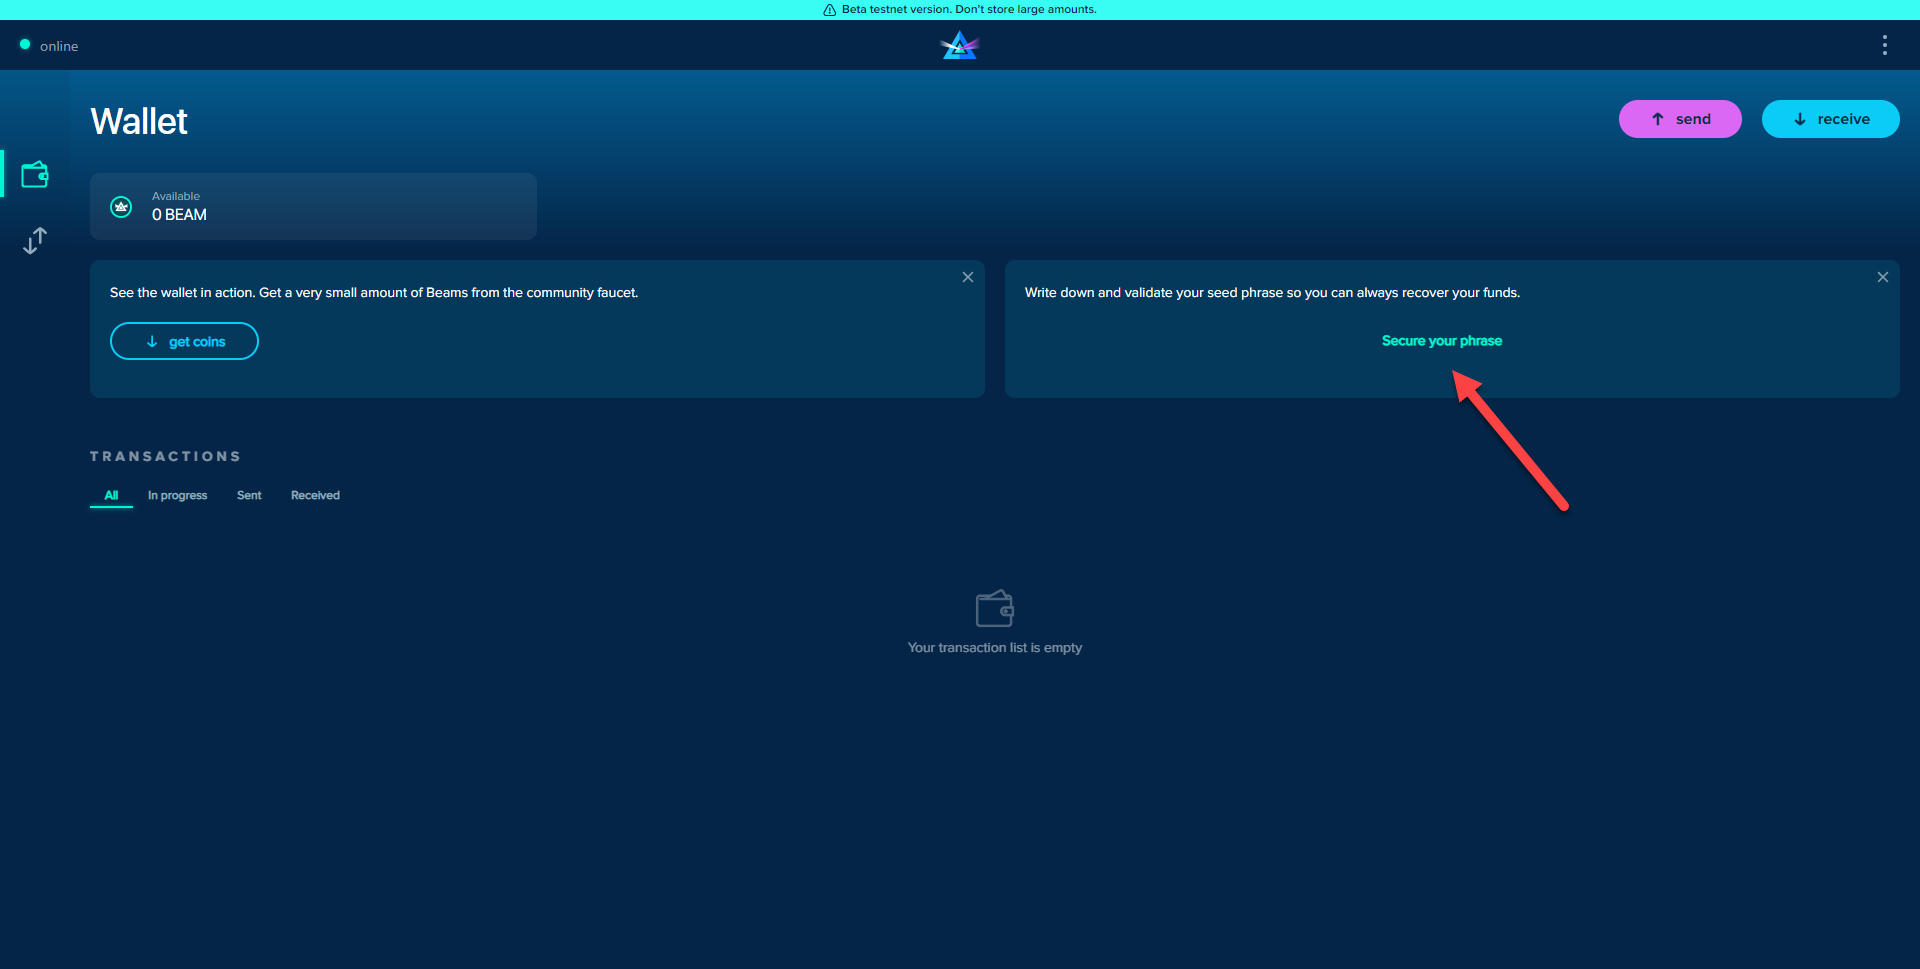 Beta testnet version. Don't store large amounts.
online
Wallet
send
receive
Available
0 BEAM
See the wallet in action. Get a very small amount of Beams from the community faucet.
get coins
Write down and validate your seed phrase so you can always recover your funds.
Secure your phrase
TRANSACTIONS
All In progress Sent Received
Your transaction list is empty